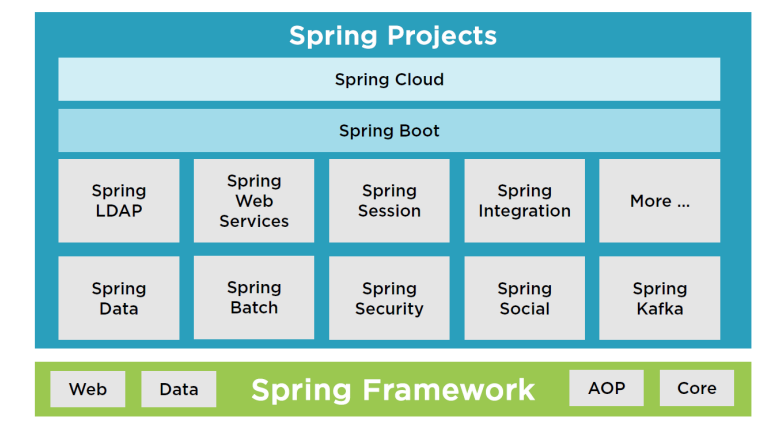 Spring Projects
Spring Cloud
Spring Boot
Spring
LDAP
Spring
Web
Services
Spring
Session
Spring
Integration
More ...
Spring
Data
Spring
Batch
Spring
Security
Spring
Social
Spring
Kafka
Web
Data
Spring Framework
AOP
Core